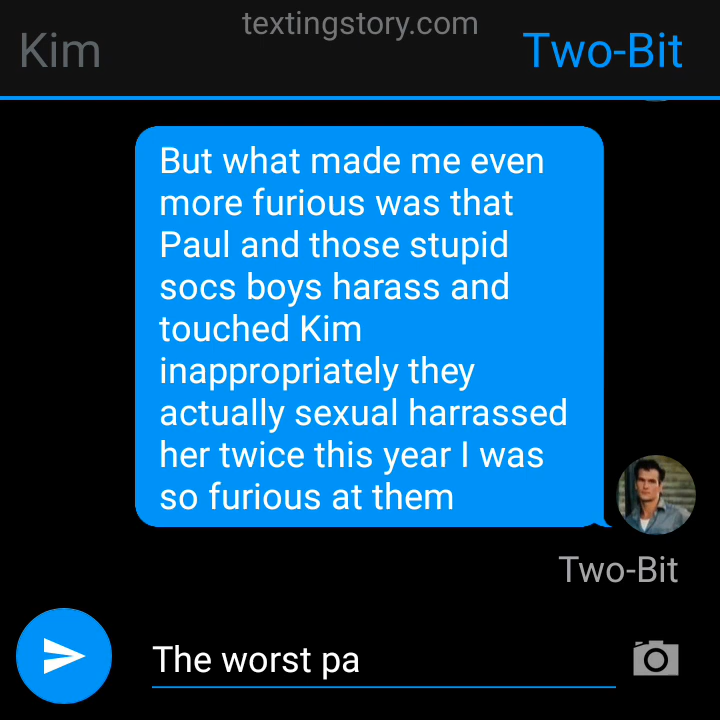 textingstory.com
Kim
Two-Bit
But what made me even
more furious was that
Paul and those stupid
socs boys harass and
touched Kim
inappropriately they
actually sexual harrassed
her twice this year I was
so furious at them
Two-Bit
The worst pa